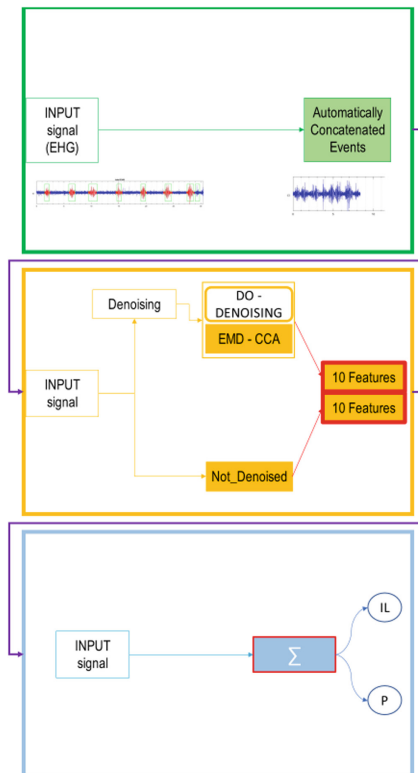 INPUT
signal
(EHG)
Automatically
Concatenated
Events
Denoising
DO -
DENOISING
EMD - CCA
INPUT
signal
10 Features
10 Features
Not_Denoised
INPUT
signal
Σ
IL
P